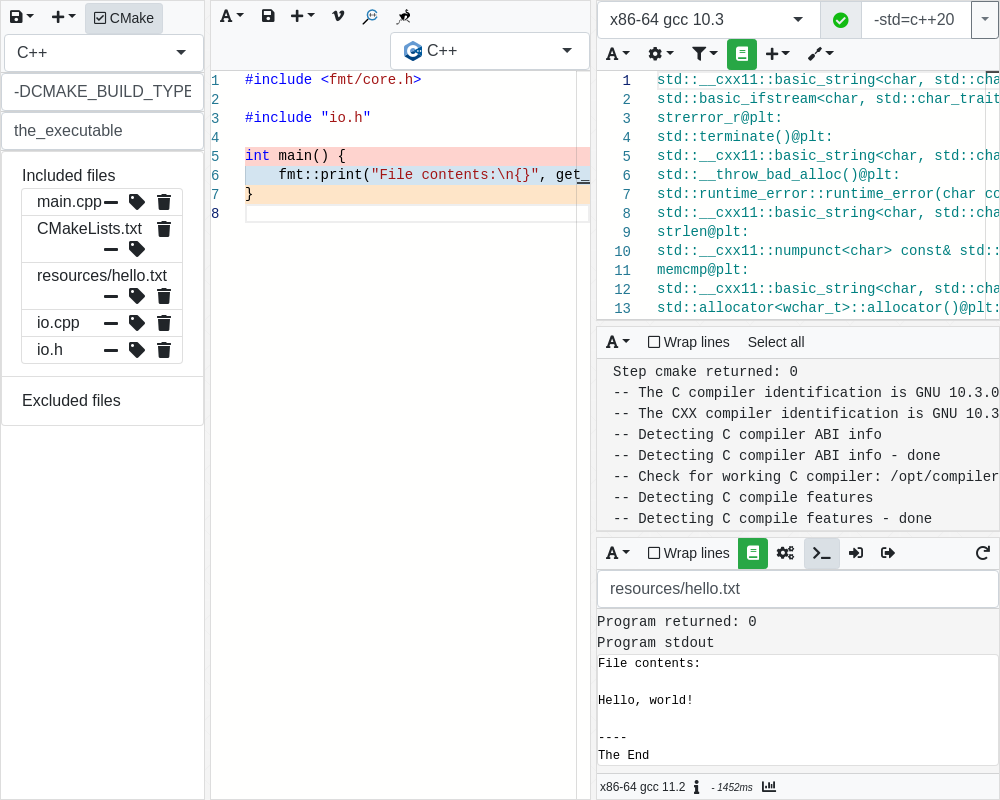 CMake
C++
-DCMAKE_BUILD_TYPE
the_executable
Included files
main.cpp
CMakeLists.txt
resources/hello.txt
io.cpp
io.h
Excluded files
A
C++
1 #include <fmt/core.h>
2
3 #include "io.h"
4
5 int main() {
6 fmt::print("File contents:\n{}", get_
7 }
8
x86-64 gcc 10.3
-std=c++20
A
1 std::__cxx11::basic_string<char, std::cha
2 std::basic_ifstream<char, std::char_trait
3 strerror_r@plt:
4 std::terminate()@plt:
5 std::__cxx11::basic_string<char, std::cha
6 std::__throw_bad_alloc()@plt:
7 std::runtime_error::runtime_error(char co
8 std::__cxx11::basic_string<char, std::cha
9 strlen@plt:
10 std::__cxx11::numpunct<char> const& std::
11 memcmp@plt:
12 std::__cxx11::basic_string<char, std::cha
13 std::allocator<wchar_t>::allocator()@plt:
A Wrap lines Select all
Step cmake returned: 0
-- The C compiler identification is GNU 10.3.0
-- The CXX compiler identification is GNU 10.3
-- Detecting C compiler ABI info
-- Detecting C compiler ABI info - done
-- Check for working C compiler: /opt/compiler
-- Detecting C compile features
-- Detecting C compile features - done
A Wrap lines
resources/hello.txt
Program returned: 0
Program stdout
File contents:
Hello, world!
----
The End
x86-64 gcc 11.2 i - 1452ms